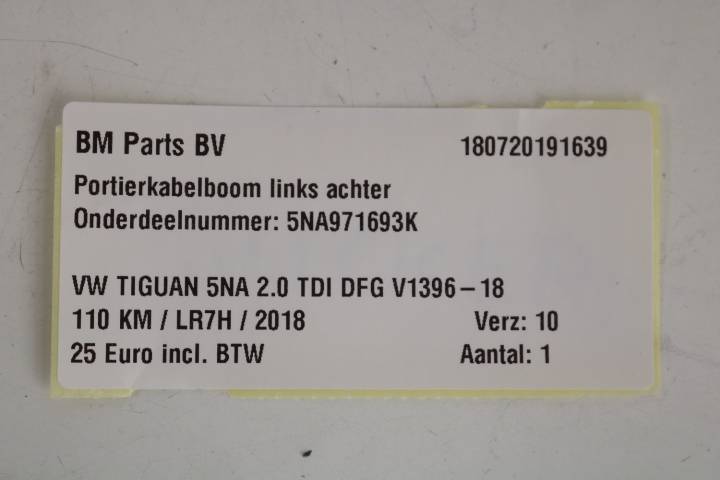 BM Parts BV 180720191639
Portierkabelboom links achter
Onderdeelnummer: 5NA971693K
VW TIGUAN 5NA 2.0 TDI DFG V1396 – 18
110 KM / LR7H / 2018 Verz: 10
25 Euro incl. BTW Aantal: 1